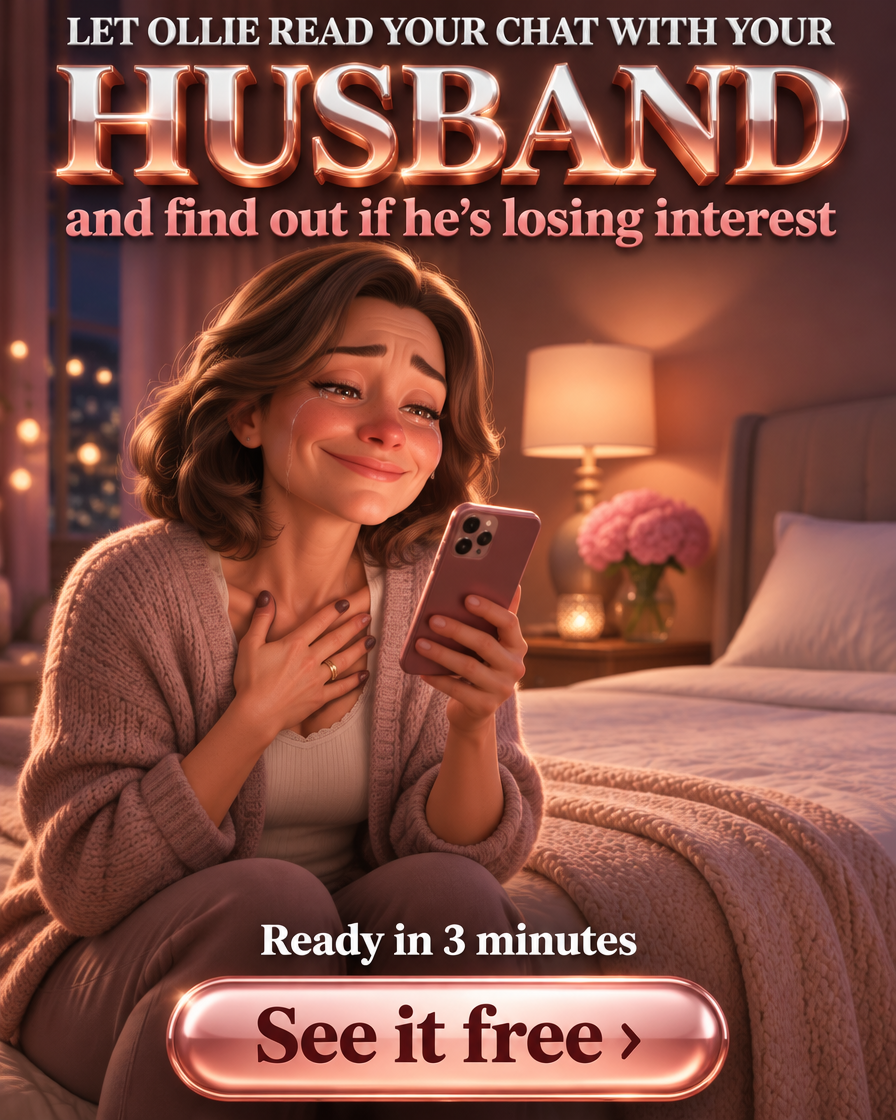 LET OLLIE READ YOUR CHAT WITH YOUR
HUSBAND
and find out if he’s losing interest
Ready in 3 minutes
See it free ›